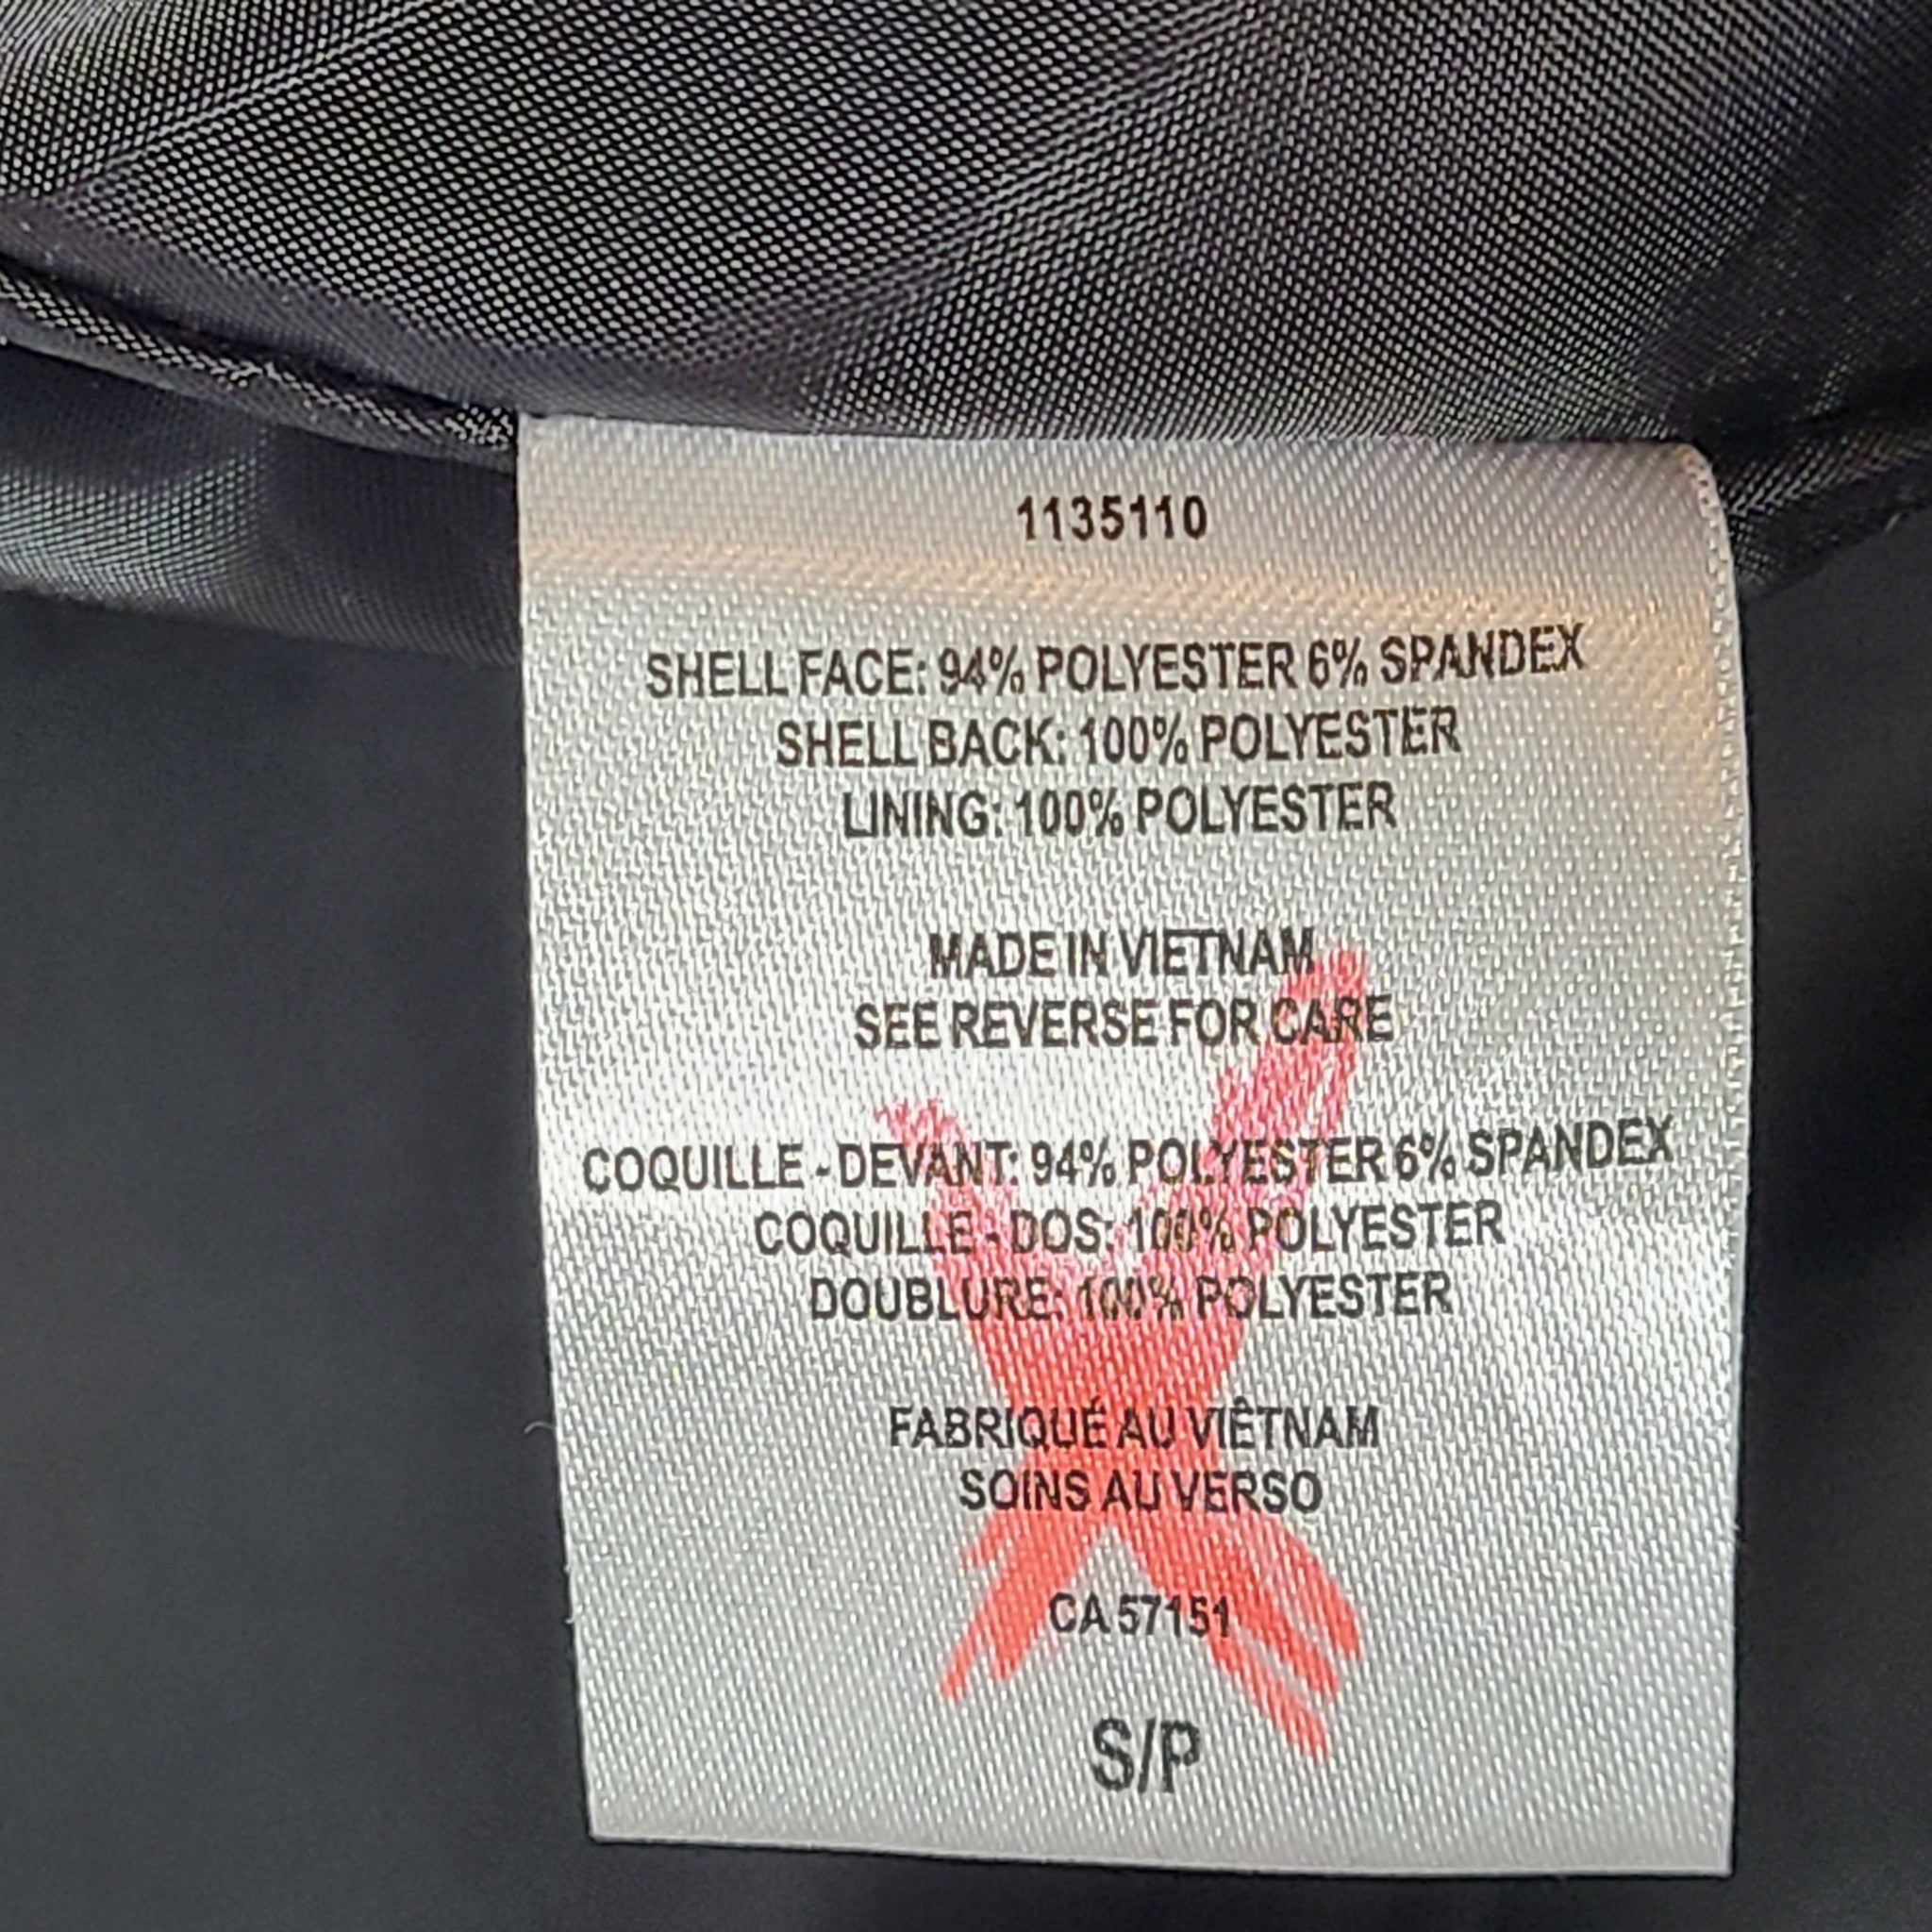 1135110
SHELL FACE: 94% POLYESTER 6% SPANDEX
SHELL BACK: 100% POLYESTER
LINING: 100% POLYESTER
MADE IN VIETNAM
SEE REVERSE FOR CARE
COQUILLE - DEVANT: 94% POLYESTER 6% SPANDEX
COQUILLE - DOS: 100% POLYESTER
DOUBLURE: 100% POLYESTER
FABRIQUÉ AU VIÊTNAM
SOINS AU VERSO
CA 57151
S/P